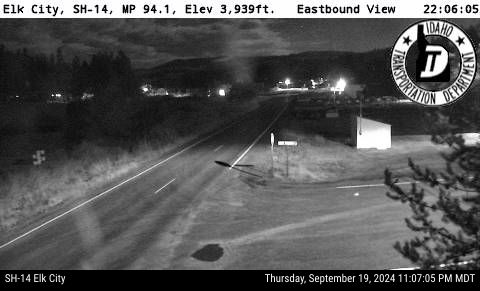 Elk City, SH-14, MP 94.1, Elev 3,939ft. Eastbound View 22:06:05
IDAHO
TRANSPORTATION DEPARTMENT
SH-14 Elk City Thursday, September 19, 2024 11:07:05 PM MDT